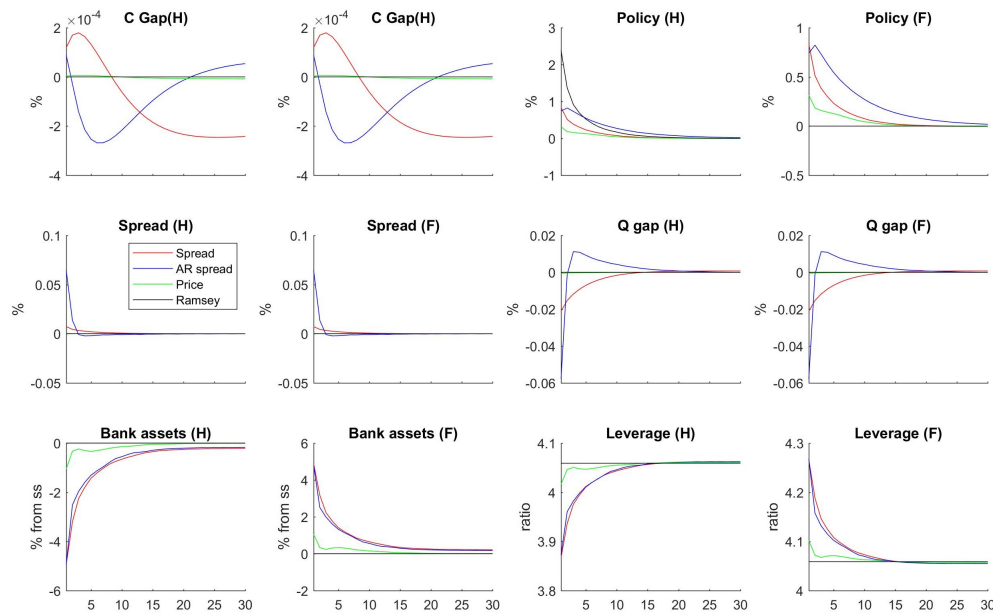 C Gap(H)
×10⁻⁴
2
0
-2
-4
%
C Gap(H)
×10⁻⁴
2
0
-2
-4
%
Policy (H)
3
2
1
0
-1
%
Policy (F)
1
0.5
0
-0.5
%
Spread (H)
0.1
0.05
0
-0.05
%
Spread
AR spread
Price
Ramsey
Spread (F)
0.1
0.05
0
-0.05
%
Q gap (H)
0.02
0
-0.02
-0.04
-0.06
%
Q gap (F)
0.02
0
-0.02
-0.04
-0.06
%
Bank assets (H)
0
-2
-4
-6
% from ss
5 10 15 20 25 30
Bank assets (F)
6
4
2
0
-2
% from ss
5 10 15 20 25 30
Leverage (H)
4.1
4
3.9
3.8
ratio
5 10 15 20 25 30
Leverage (F)
4.3
4.2
4.1
4
ratio
5 10 15 20 25 30